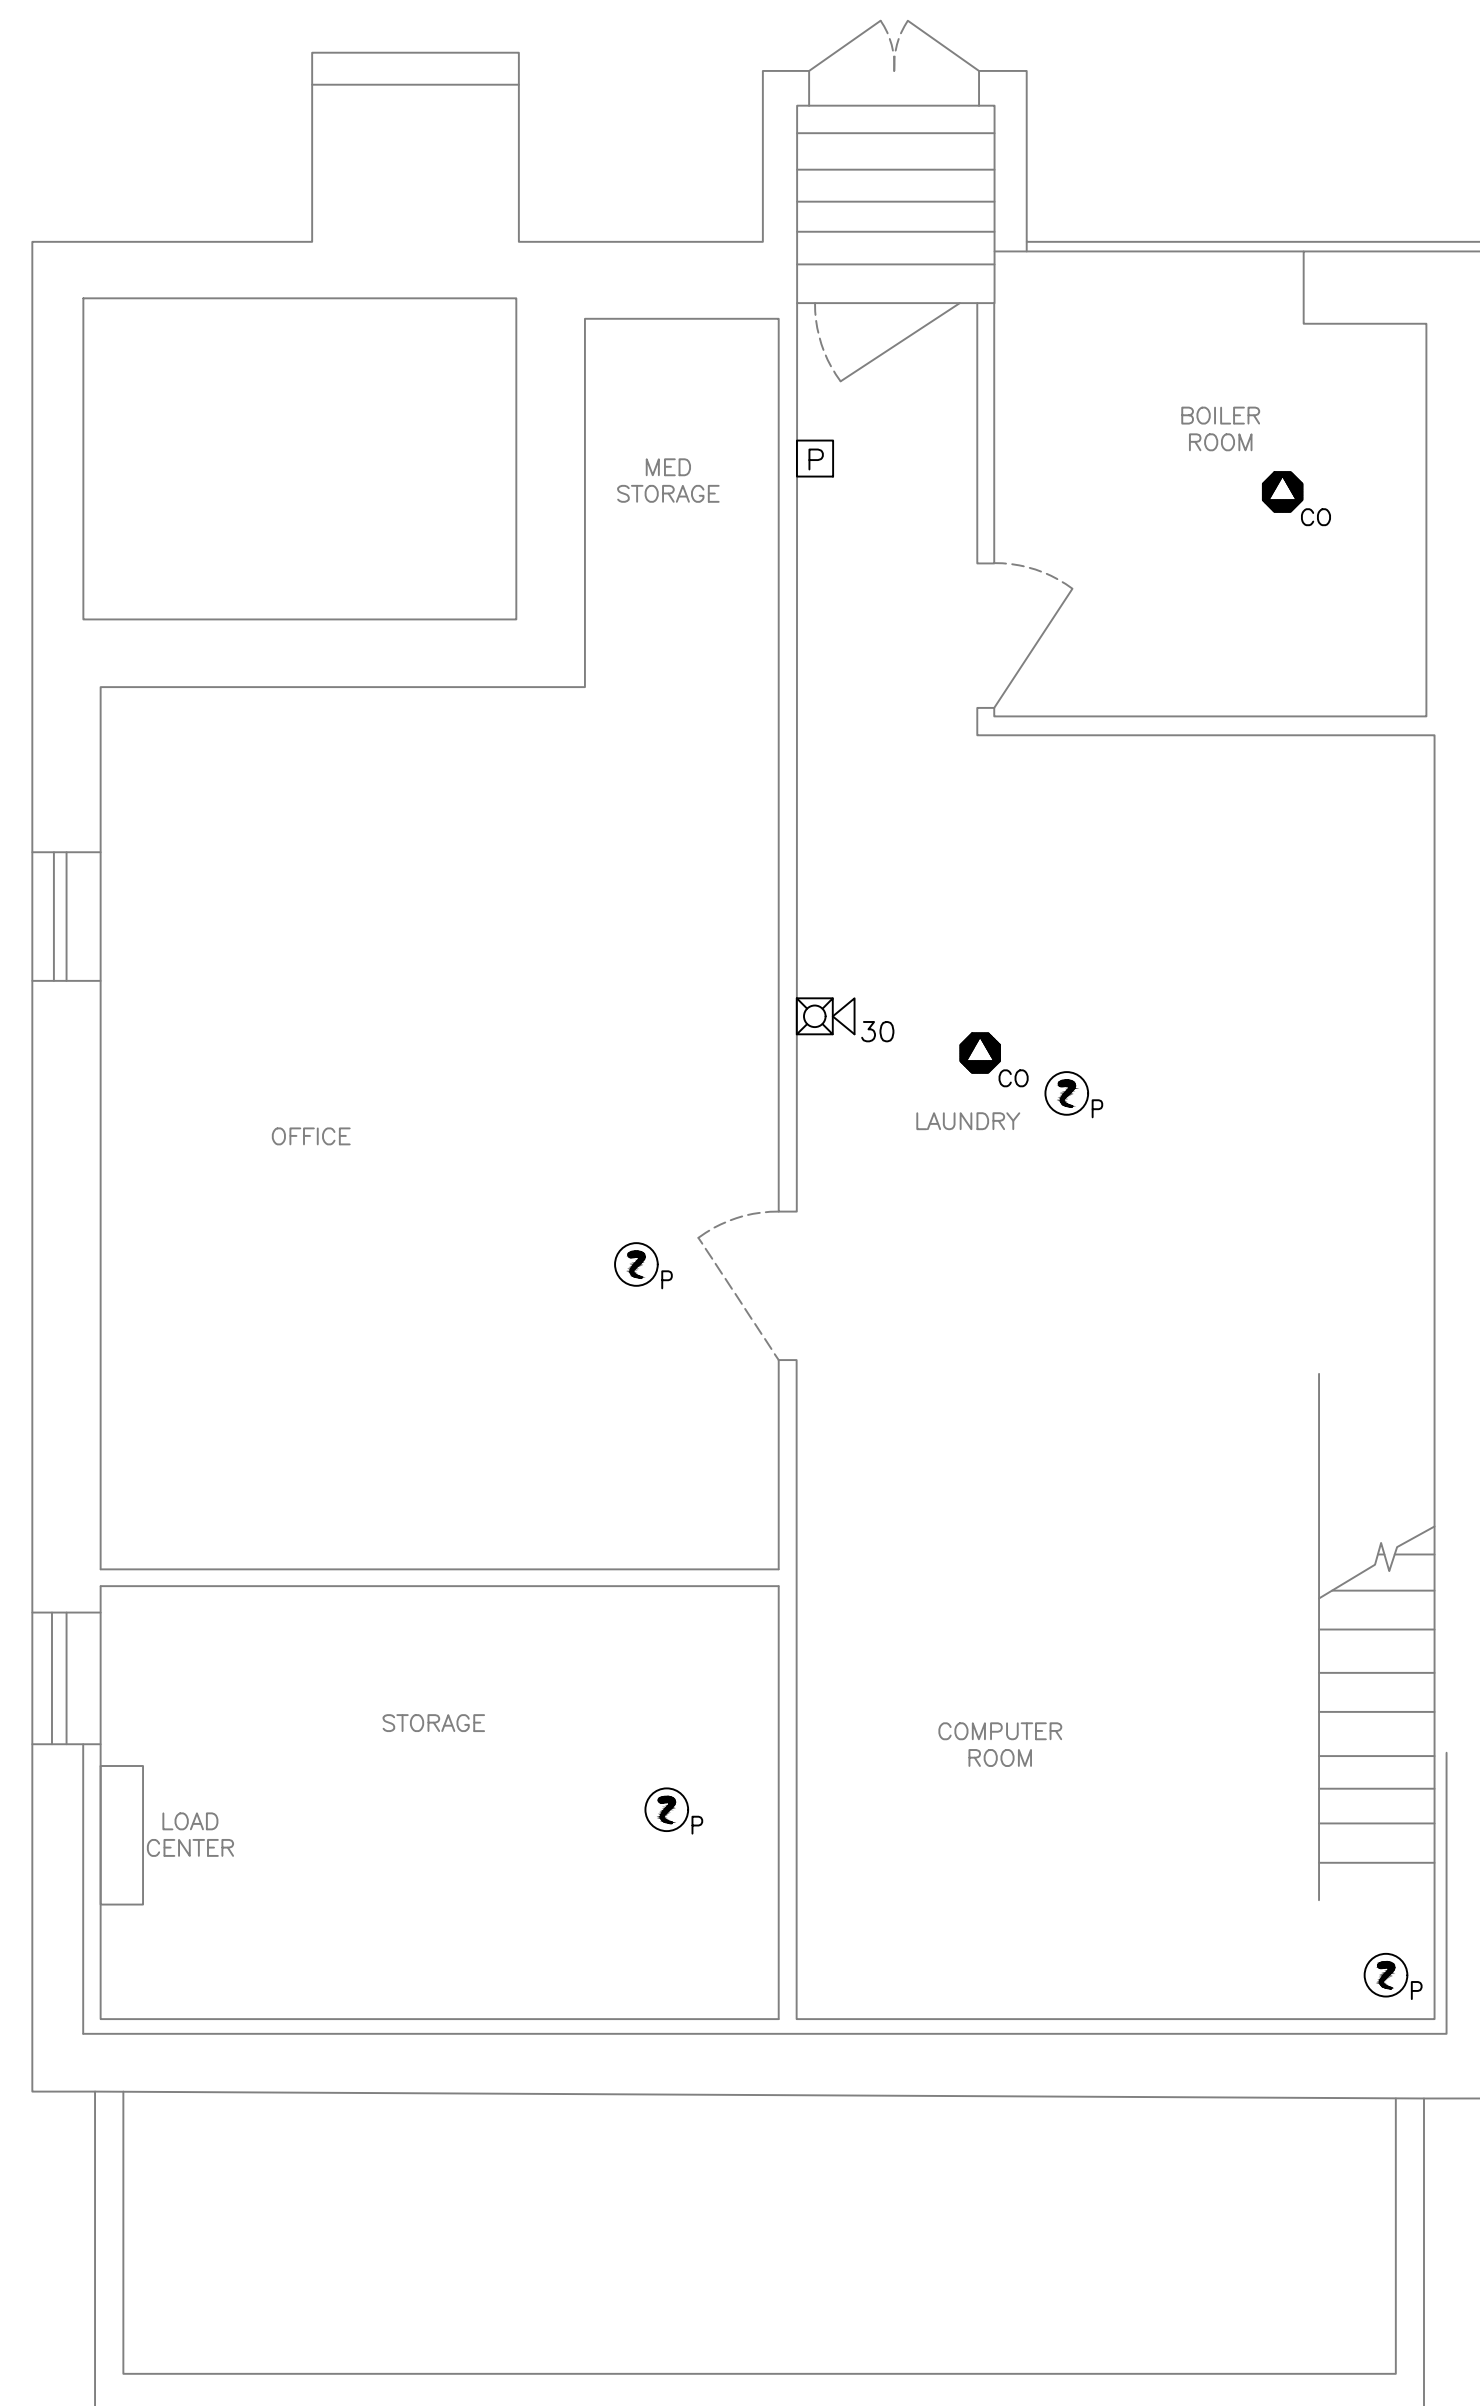 BOILER
ROOM
MED
STORAGE
P
CO
30
CO
P
LAUNDRY
OFFICE
P
STORAGE
COMPUTER
ROOM
LOAD
CENTER
P
P